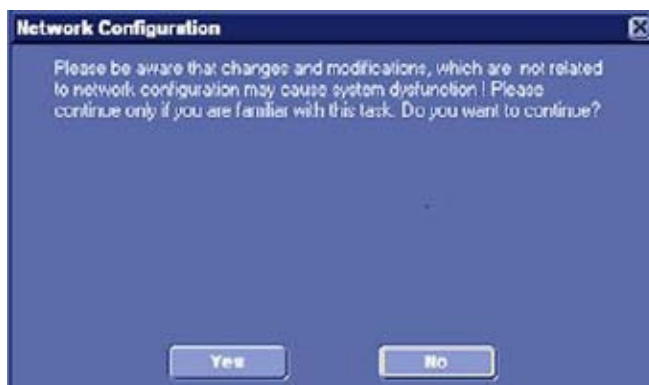 Network Configuration
Please be aware that changes and modifications, which are not related
to network configuration may cause system dysfunction ! Please
continue only if you are familiar with this task. Do you want to continue?
Yes
No